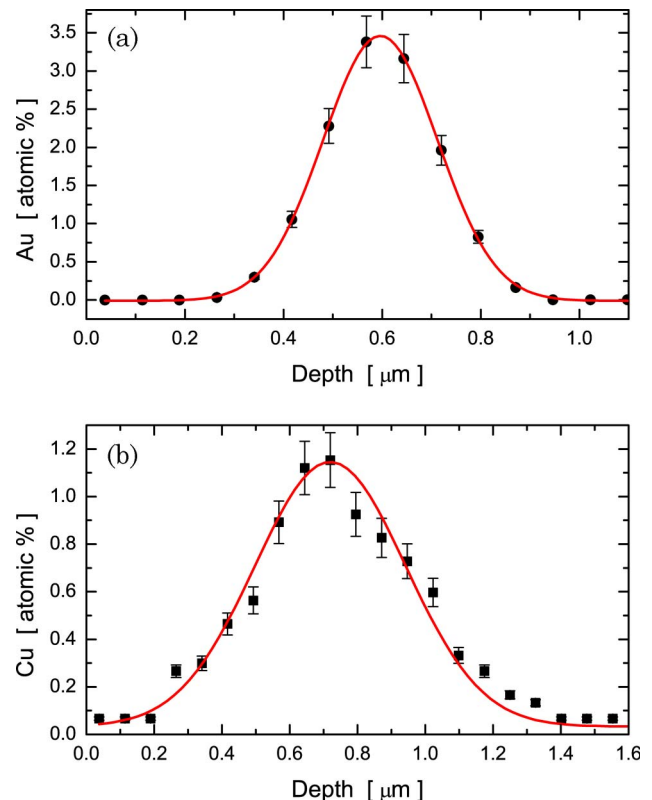 (a)
Au [ atomic % ]
3.5
3.0
2.5
2.0
1.5
1.0
0.5
0.0
0.0 0.2 0.4 0.6 0.8 1.0
Depth [ μm ]
(b)
Cu [ atomic % ]
1.2
1.0
0.8
0.6
0.4
0.2
0.0
0.0 0.2 0.4 0.6 0.8 1.0 1.2 1.4 1.6
Depth [ μm ]